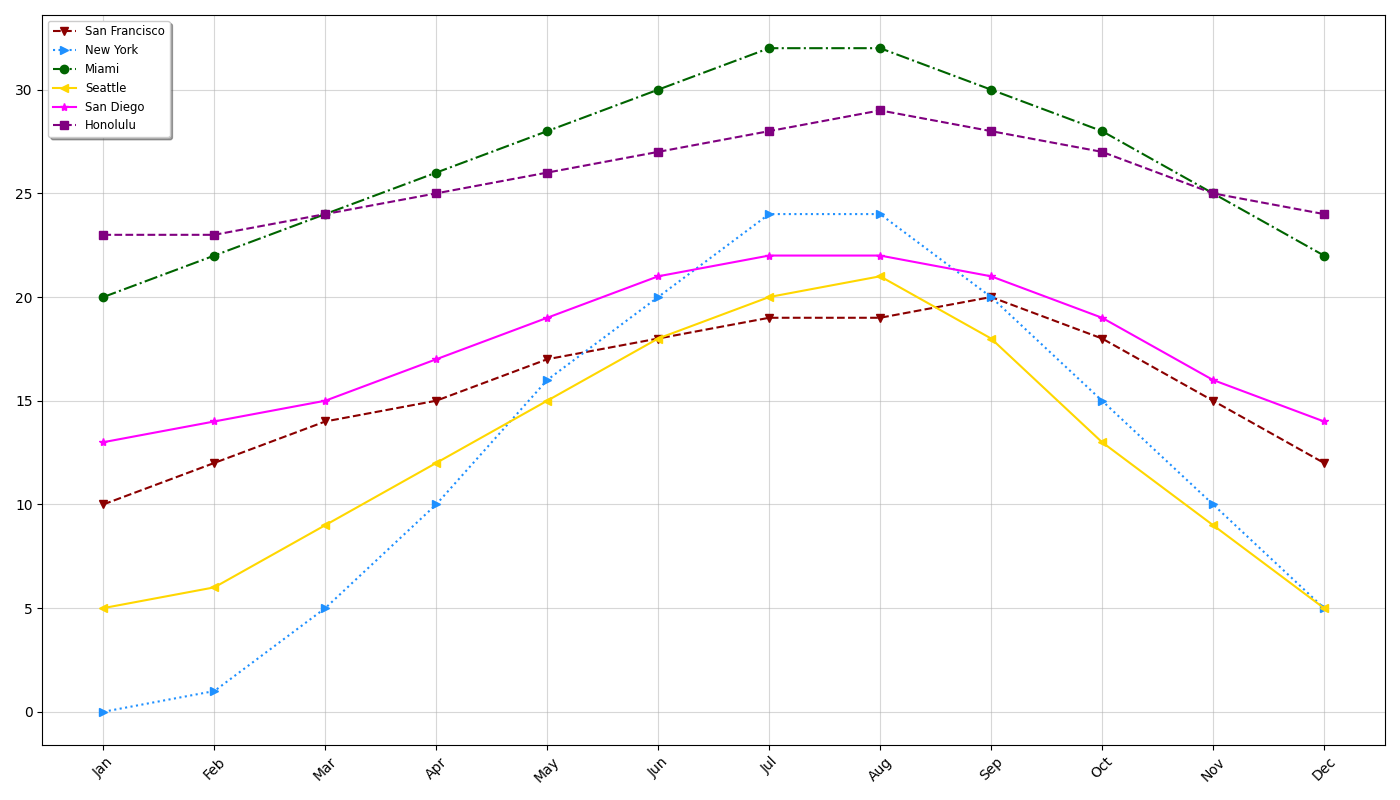 San Francisco
New York
Miami
Seattle
San Diego
Honolulu
30
25
20
15
10
5
0
Jan Feb Mar Apr May Jun Jul Aug Sep Oct Nov Dec